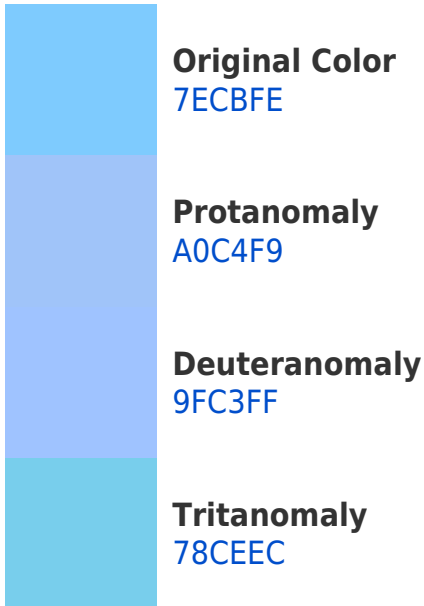 Original Color
7ECBFE
Protanomaly
A0C4F9
Deuteranomaly
9FC3FF
Tritanomaly
78CEEC